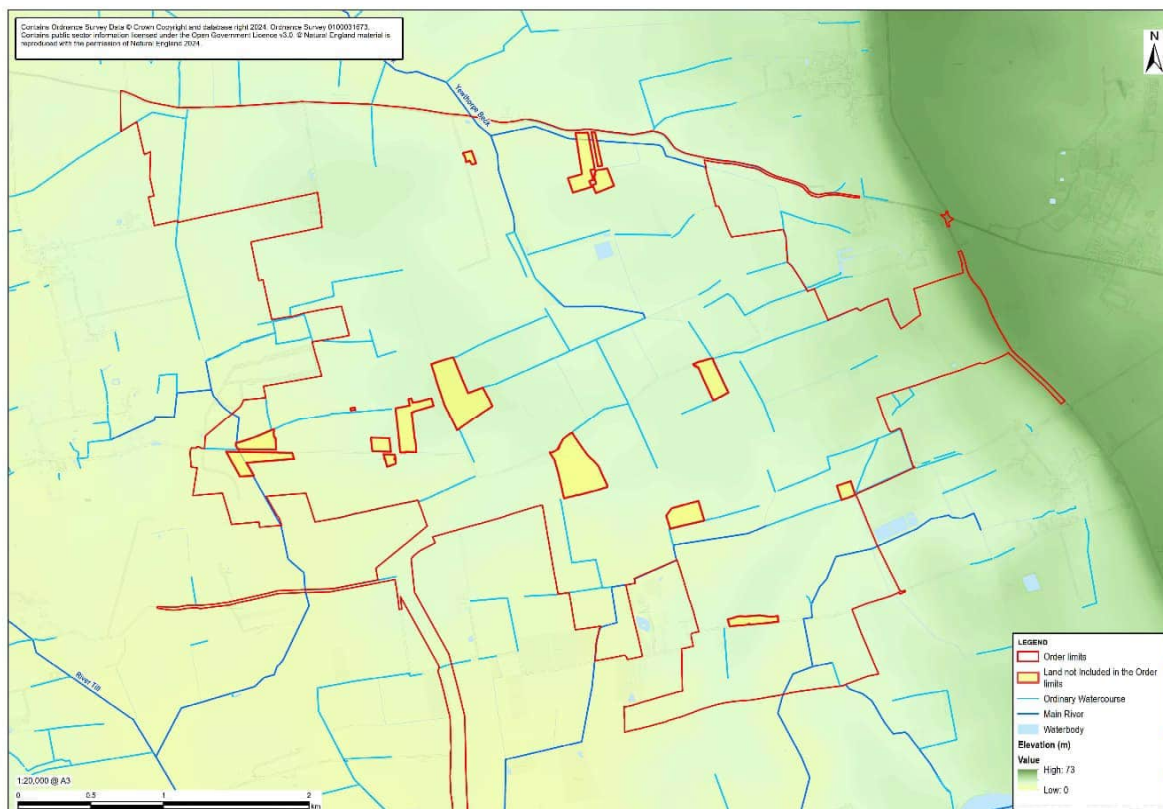 Contains Ordnance Survey Data © Crown Copyright and database right 2024. Ordnance Survey 0100031673.
Contains public sector information licensed under the Open Government Licence v3.0. © Natural England material is
reproduced with the permission of Natural England 2024.
N
Yewthorpe Beck
River Till
LEGEND
Order limits
Land not Included in the Order
limits
Ordinary Watercourse
Main River
Waterbody
Elevation (m)
Value
High: 73
Low: 0
1:20,000 @ A3
0 0.5 1 2
km